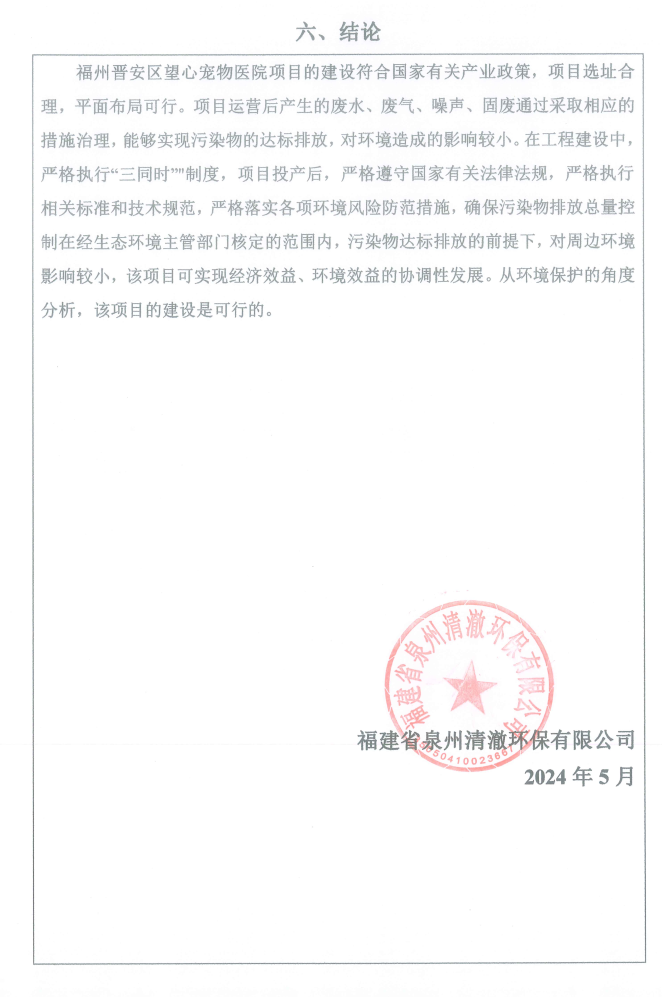 六、结论
福州晋安区望心宠物医院项目的建设符合国家有关产业政策，项目选址合
理，平面布局可行。项目运营后产生的废水、废气、噪声、固废通过采取相应的
措施治理，能够实现污染物的达标排放，对环境造成的影响较小。在工程建设中，
严格执行“三同时”"制度，项目投产后，严格遵守国家有关法律法规，严格执行
相关标准和技术规范，严格落实各项环境风险防范措施，确保污染物排放总量控
制在经生态环境主管部门核定的范围内，污染物达标排放的前提下，对周边环境
影响较小，该项目可实现经济效益、环境效益的协调性发展。从环境保护的角度
分析，该项目的建设是可行的。
福建省泉州清澈环保有限公司
福建省泉州清澈环保有限公司
2024 年 5 月